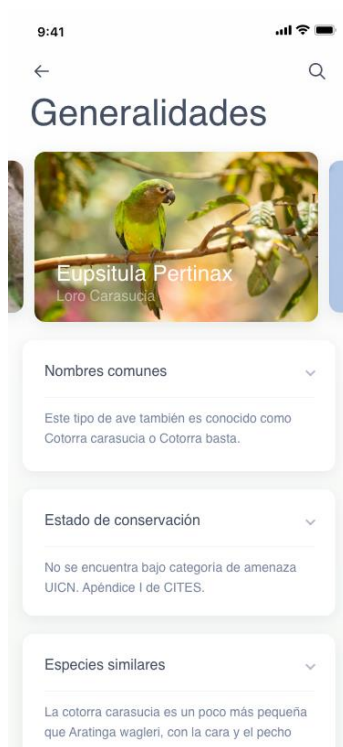 9:41
Generalidades
Eupsitula Pertinax
Loro Carasucia
Nombres comunes
Este tipo de ave también es conocido como
Cotorra carasucia o Cotorra basta.
Estado de conservación
No se encuentra bajo categoría de amenaza
UICN. Apéndice I de CITES.
Especies similares
La cotorra carasucia es un poco más pequeña
que Aratinga wagleri, con la cara y el pecho